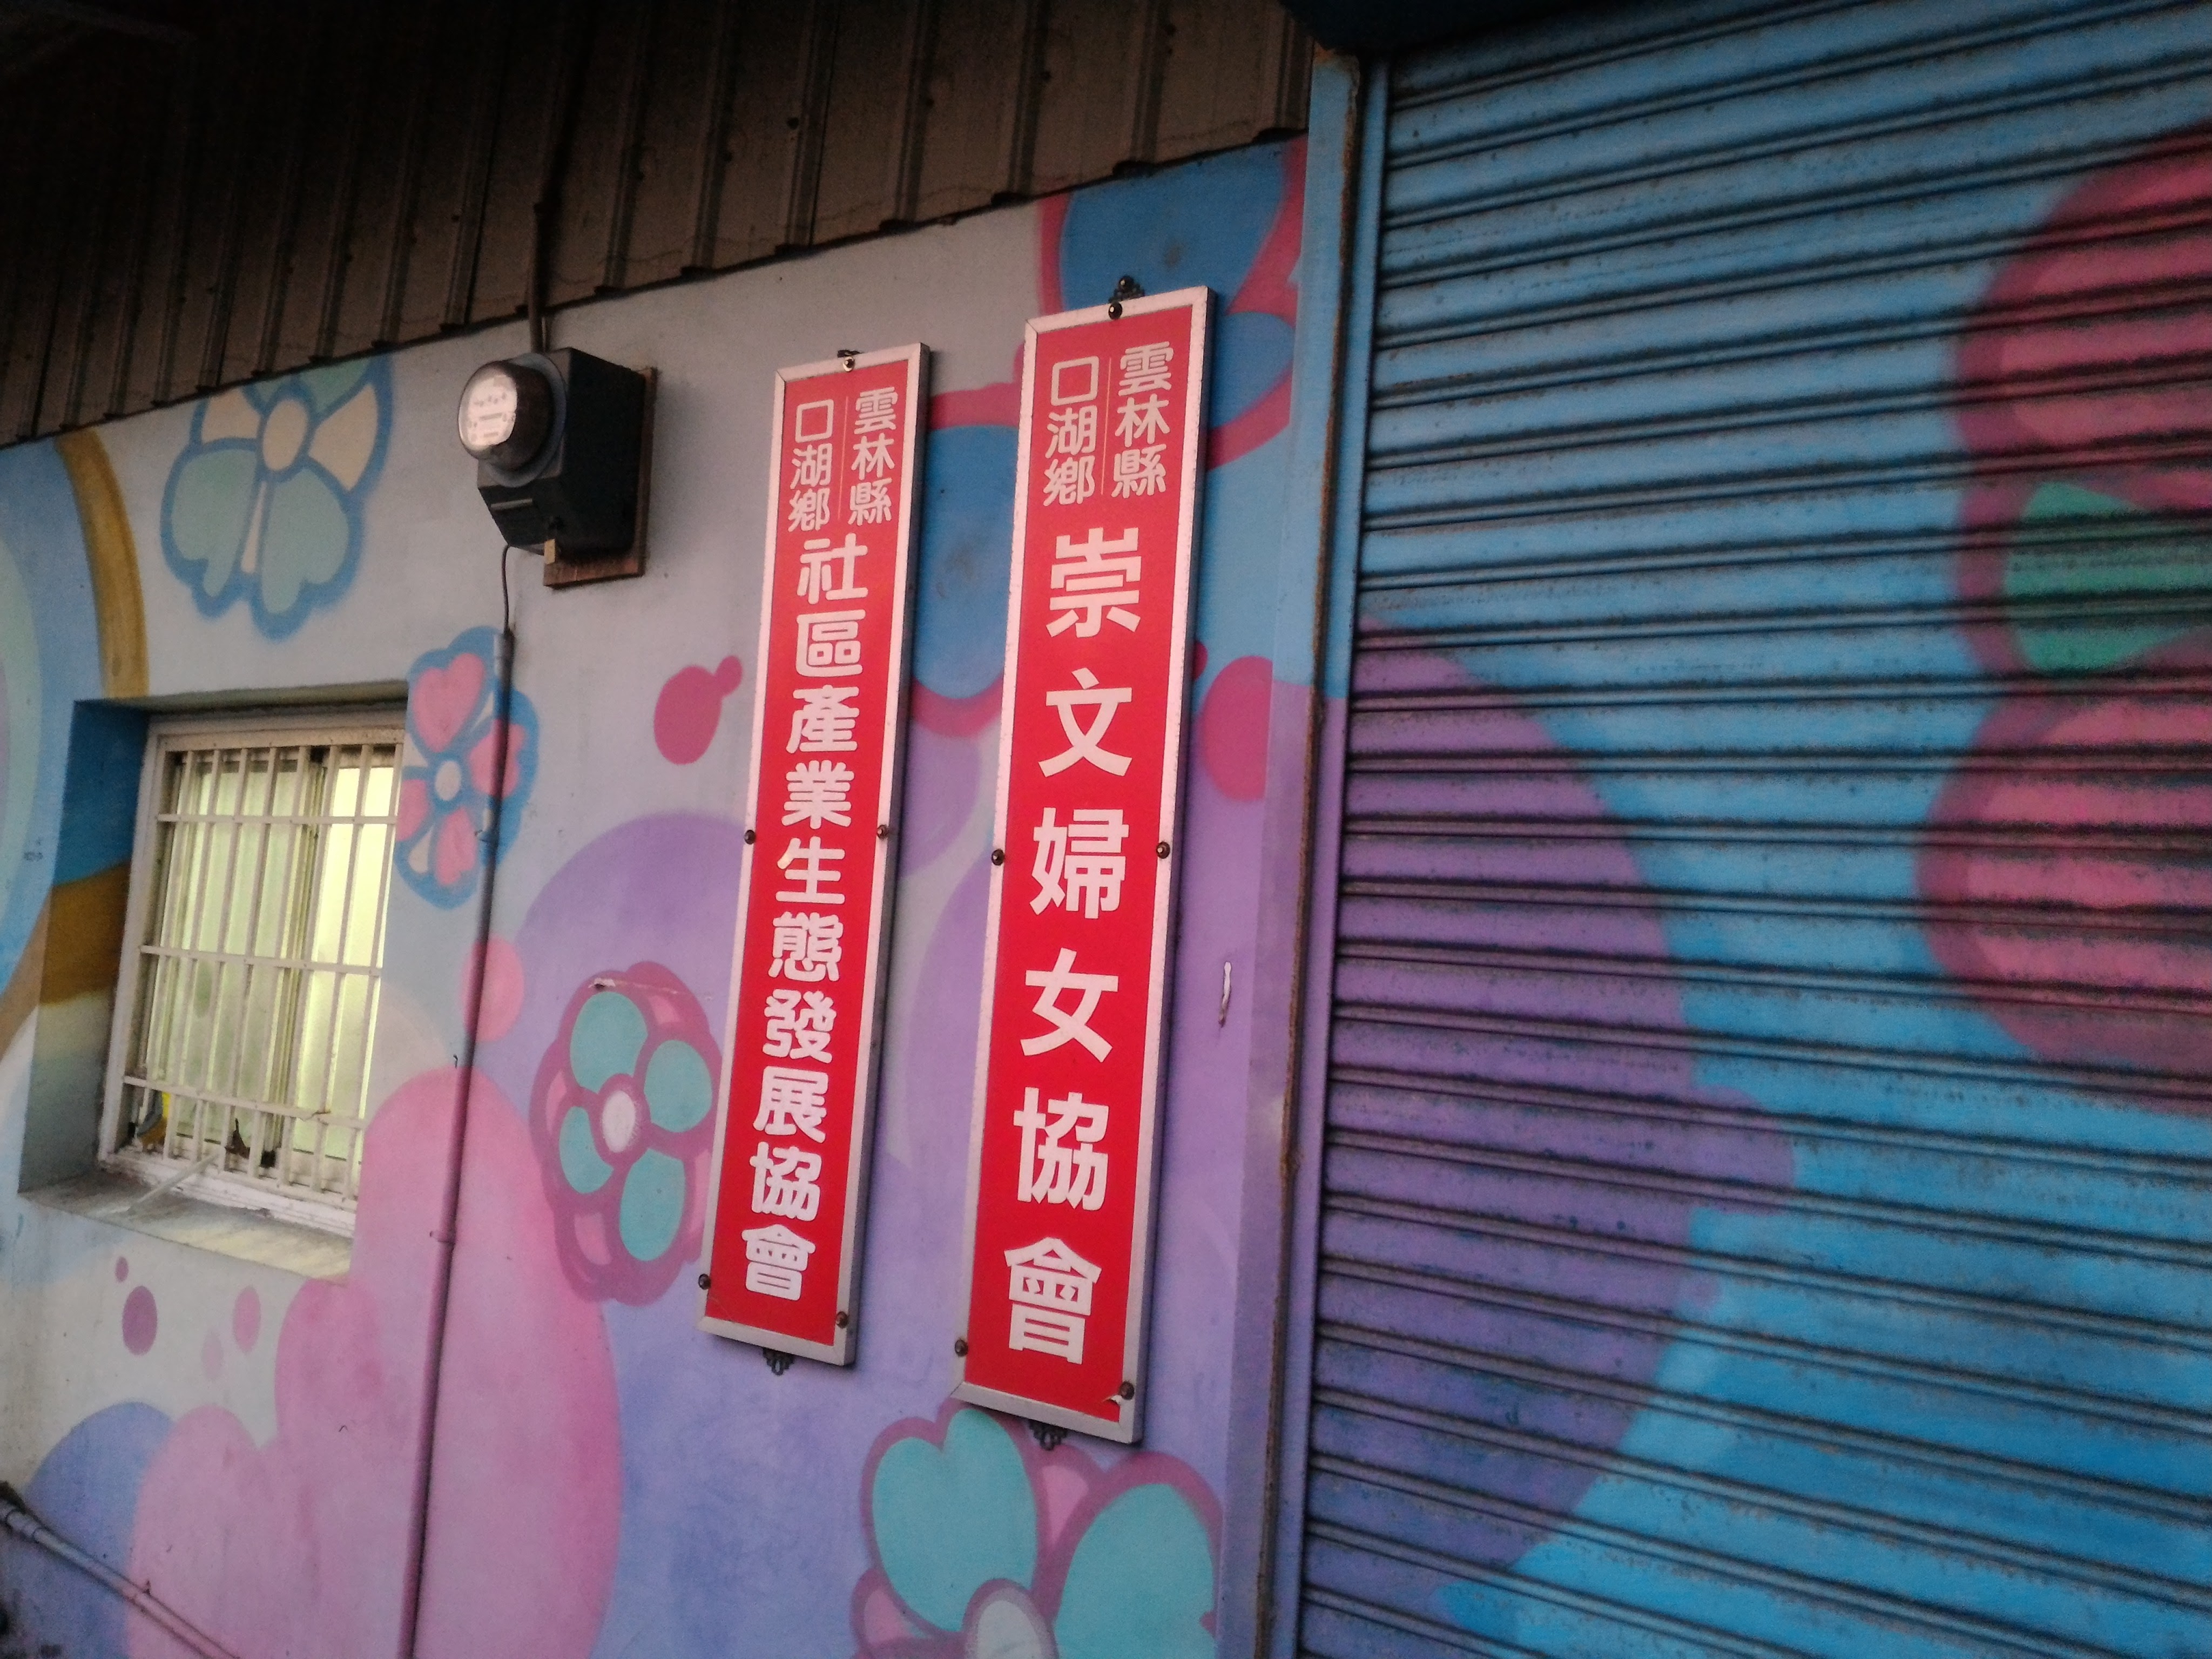 雲林縣
口湖鄉
崇文婦女協會
雲林縣
口湖鄉
社區產業生態發展協會